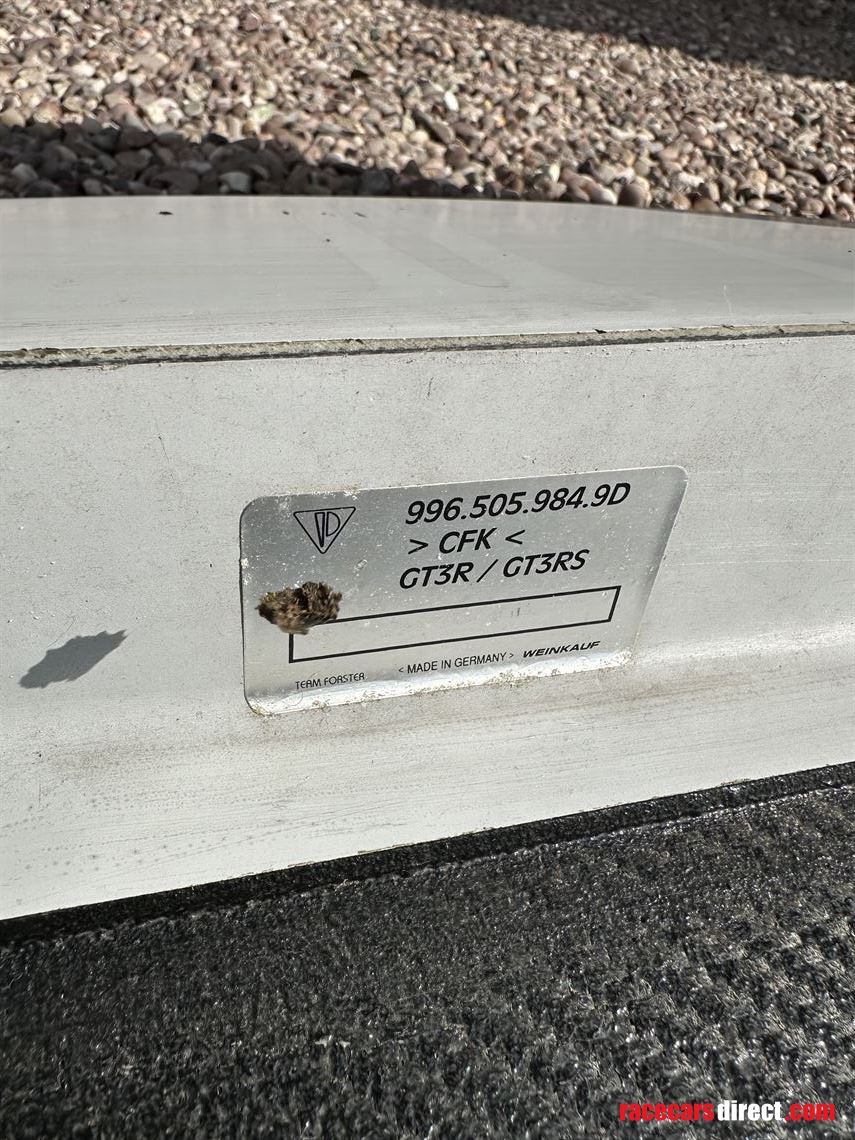 996.505.984.9D
> CFK <
GT3R / GT3RS
TEAM FORSTER < MADE IN GERMANY > WEINKAUF
racecarsdirect.com